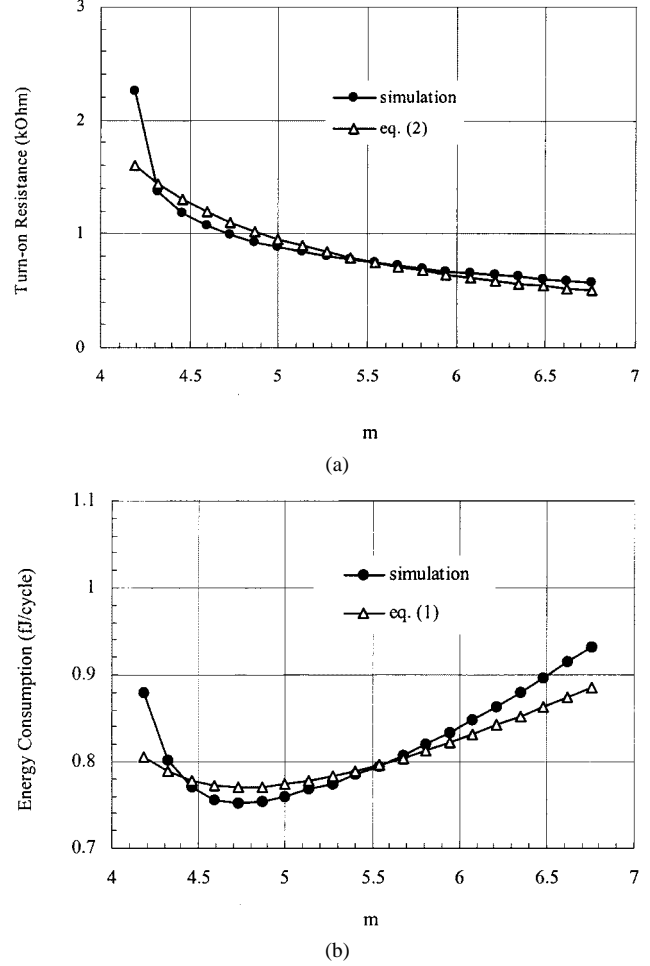 3
2
1
0
Turn-on Resistance (kOhm)
simulation
eq. (2)
4 4.5 5 5.5 6 6.5 7
m
(a)
1.1
1
0.9
0.8
0.7
Energy Consumption (fJ/cycle)
simulation
eq. (1)
4 4.5 5 5.5 6 6.5 7
m
(b)